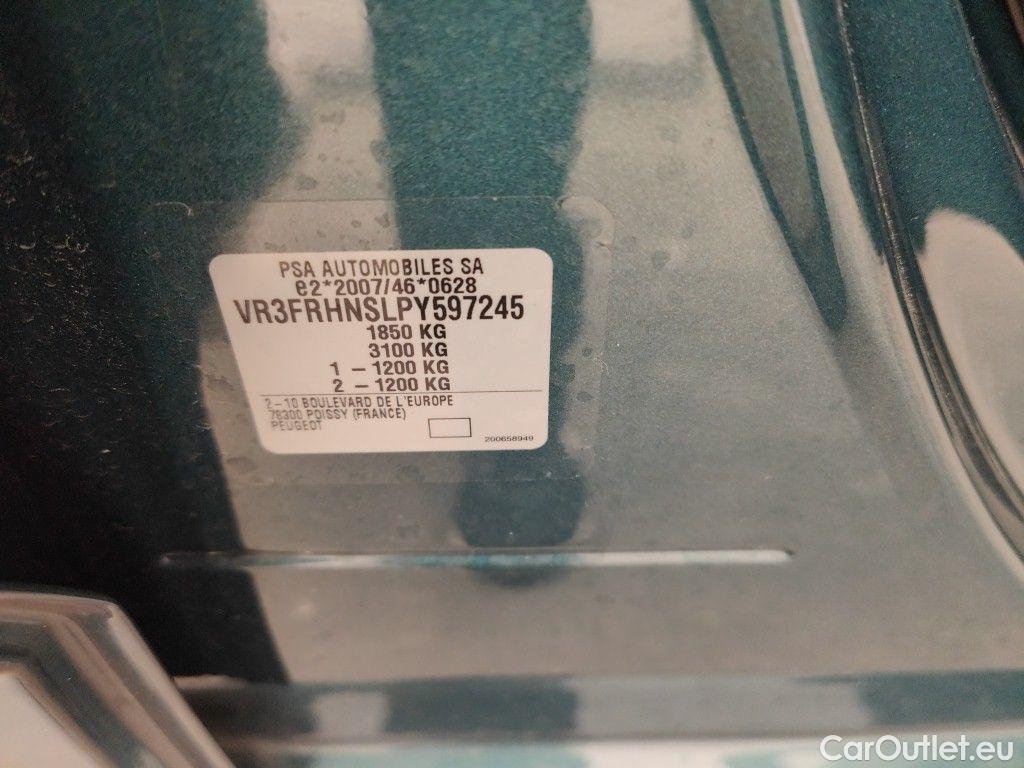 PSA AUTOMOBILES SA
e2*2007/46*0628
VR3FRHNSLPY597245
1850 KG
3100 KG
1 – 1200 KG
2 – 1200 KG
2–10 BOULEVARD DE L'EUROPE
78300 POISSY (FRANCE)
PEUGEOT
200658949
CarOutlet.eu